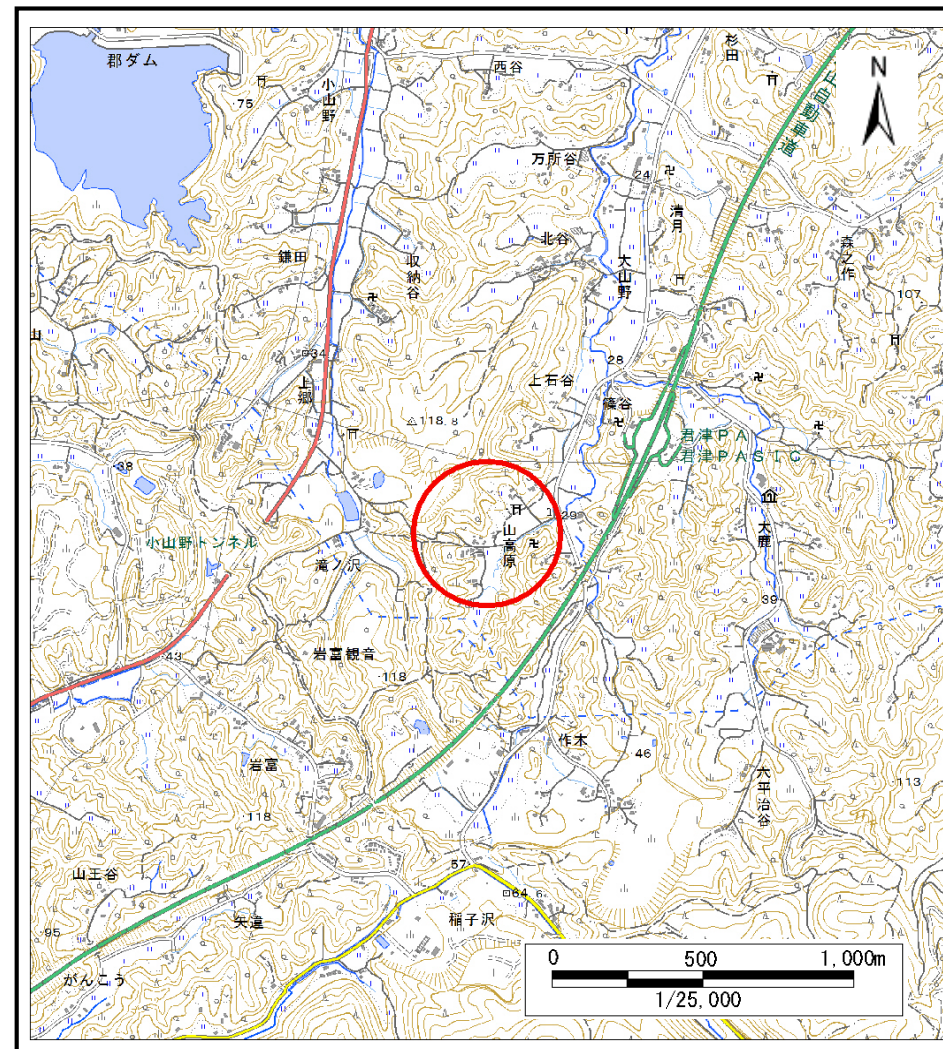 郡ダム
75
小山野
西谷
杉田
N
館山自動車道
万所谷
24
清月
鎌田
収納谷
北谷
大山野
森之作
107
山
34
上郷
上石谷
28
篠谷
118.8
君津PA
君津PASIC
38
小山野トンネル
山高原
29
大鹿
滝ノ沢
39
岩富観音
118
43
作木
46
岩富
六平治谷
113
118
山王谷
57
64.6
矢違
稲子沢
95
がんこう
0 500 1,000m
1/25,000